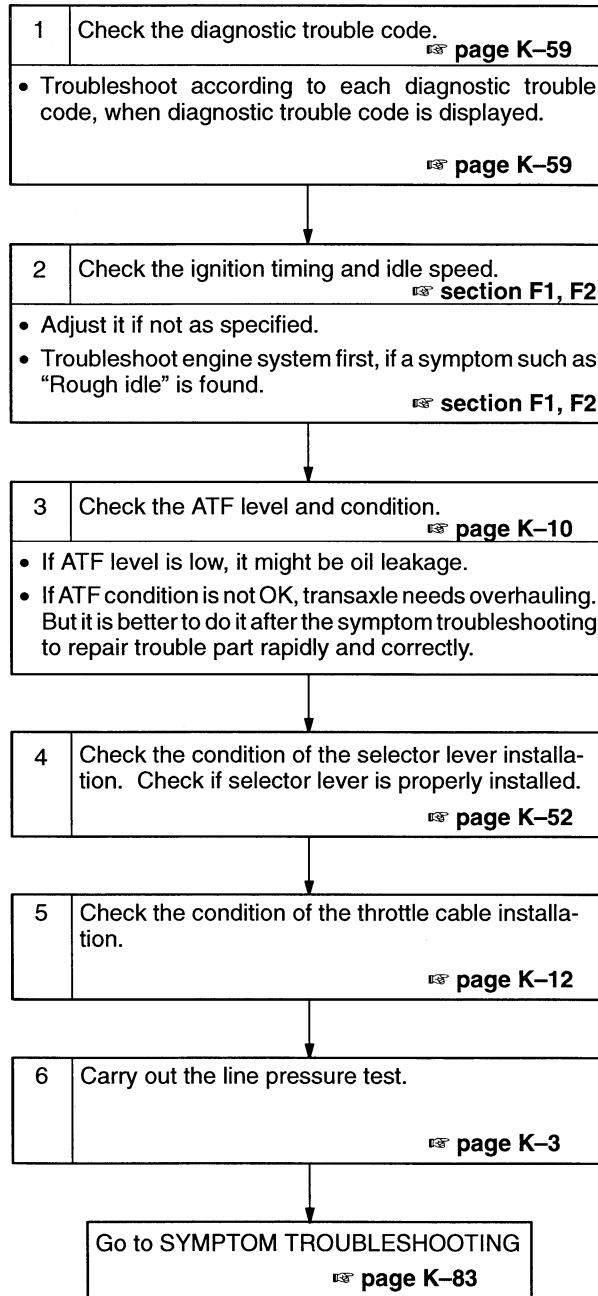 1 Check the diagnostic trouble code.
☞ page K–59
• Troubleshoot according to each diagnostic trouble
code, when diagnostic trouble code is displayed.
☞ page K–59
2 Check the ignition timing and idle speed.
☞ section F1, F2
• Adjust it if not as specified.
• Troubleshoot engine system first, if a symptom such as
“Rough idle” is found.
☞ section F1, F2
3 Check the ATF level and condition.
☞ page K–10
• If ATF level is low, it might be oil leakage.
• If ATF condition is not OK, transaxle needs overhauling.
But it is better to do it after the symptom troubleshooting
to repair trouble part rapidly and correctly.
4 Check the condition of the selector lever installa-
tion. Check if selector lever is properly installed.
☞ page K–52
5 Check the condition of the throttle cable installa-
tion.
☞ page K–12
6 Carry out the line pressure test.
☞ page K–3
Go to SYMPTOM TROUBLESHOOTING
☞ page K–83